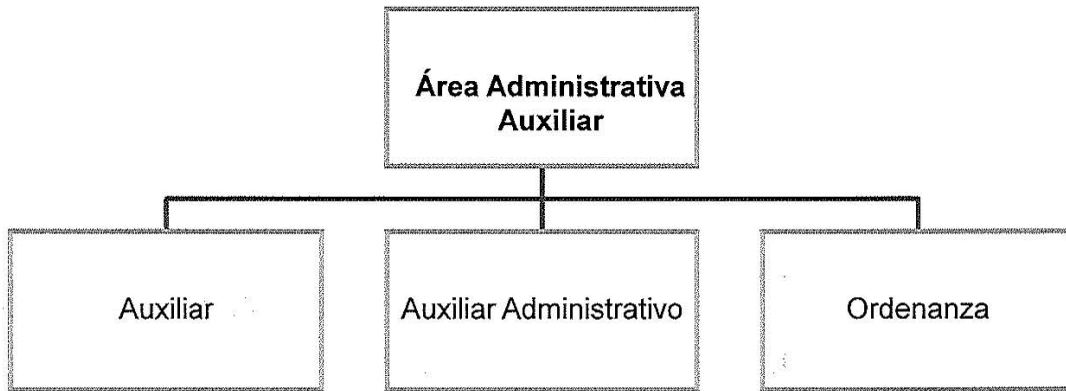 Área Administrativa
Auxiliar
Auxiliar
Auxiliar Administrativo
Ordenanza